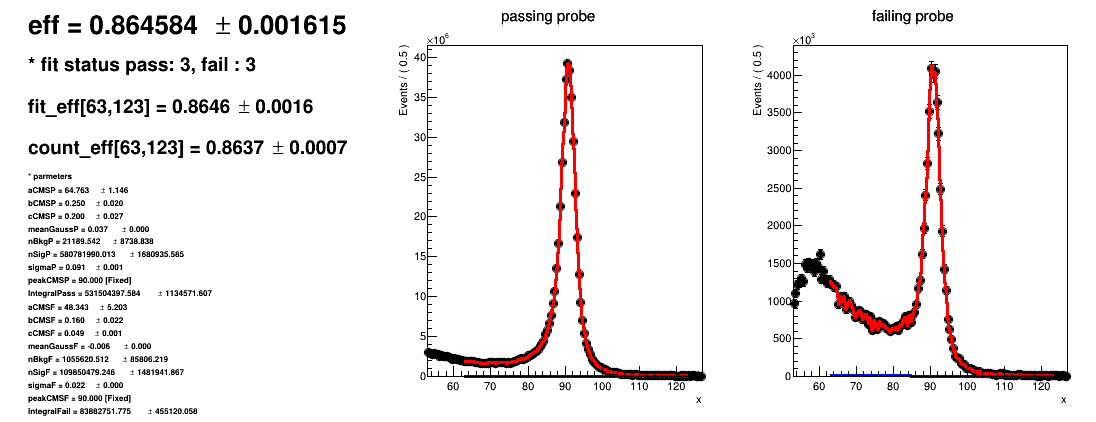 eff = 0.864584 ± 0.001615
* fit status pass: 3, fail : 3
fit_eff[63,123] = 0.8646 ± 0.0016
count_eff[63,123] = 0.8637 ± 0.0007
* parmeters
aCMSP = 64.763 ± 1.146
bCMSP = 0.250 ± 0.020
cCMSP = 0.200 ± 0.027
meanGaussP = 0.037 ± 0.000
nBkgP = 21189.542 ± 8738.838
nSigP = 580781990.013 ± 1680935.585
sigmaP = 0.091 ± 0.001
peakCMSP = 90.000 [Fixed]
IntegralPass = 531504397.584 ± 1134571.607
aCMSF = 48.343 ± 5.203
bCMSF = 0.160 ± 0.022
cCMSF = 0.049 ± 0.001
meanGaussF = -0.006 ± 0.000
nBkgF = 1055620.512 ± 85806.219
nSigF = 109850479.246 ± 1481941.867
sigmaF = 0.022 ± 0.000
peakCMSF = 90.000 [Fixed]
IntegralFail = 83882751.775 ± 455120.058
passing probe
×10⁶
Events / ( 0.5 )
40
35
30
25
20
15
10
5
0
60 70 80 90 100 110 120
x
failing probe
×10³
Events / ( 0.5 )
4000
3500
3000
2500
2000
1500
1000
500
0
60 70 80 90 100 110 120
x